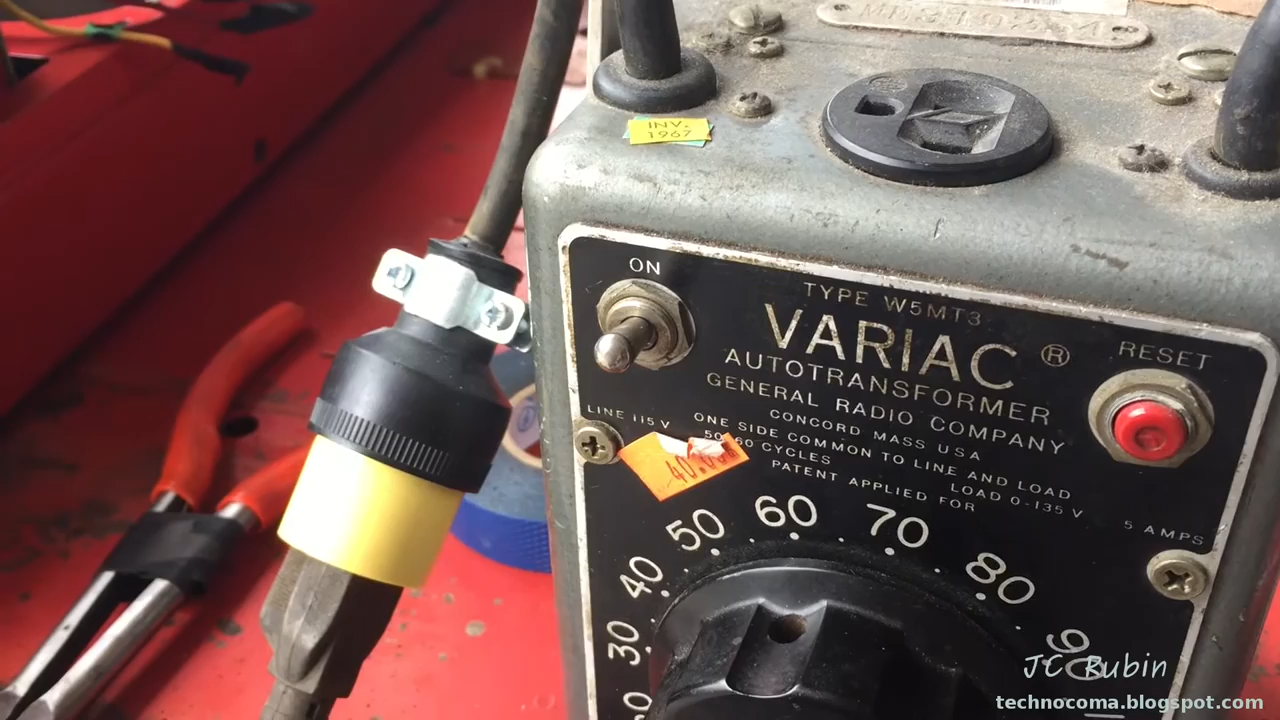 INV.
1967
ON
TYPE W5MT3
VARIAC ®
AUTOTRANSFORMER
GENERAL RADIO COMPANY
CONCORD MASS USA
RESET
LINE 115 V
ONE SIDE COMMON TO LINE AND LOAD
50-60 CYCLES
LOAD 0-135 V
PATENT APPLIED FOR
5 AMPS
30
40
50
60
70
80
90
JC Rubin
technocoma.blogspot.com